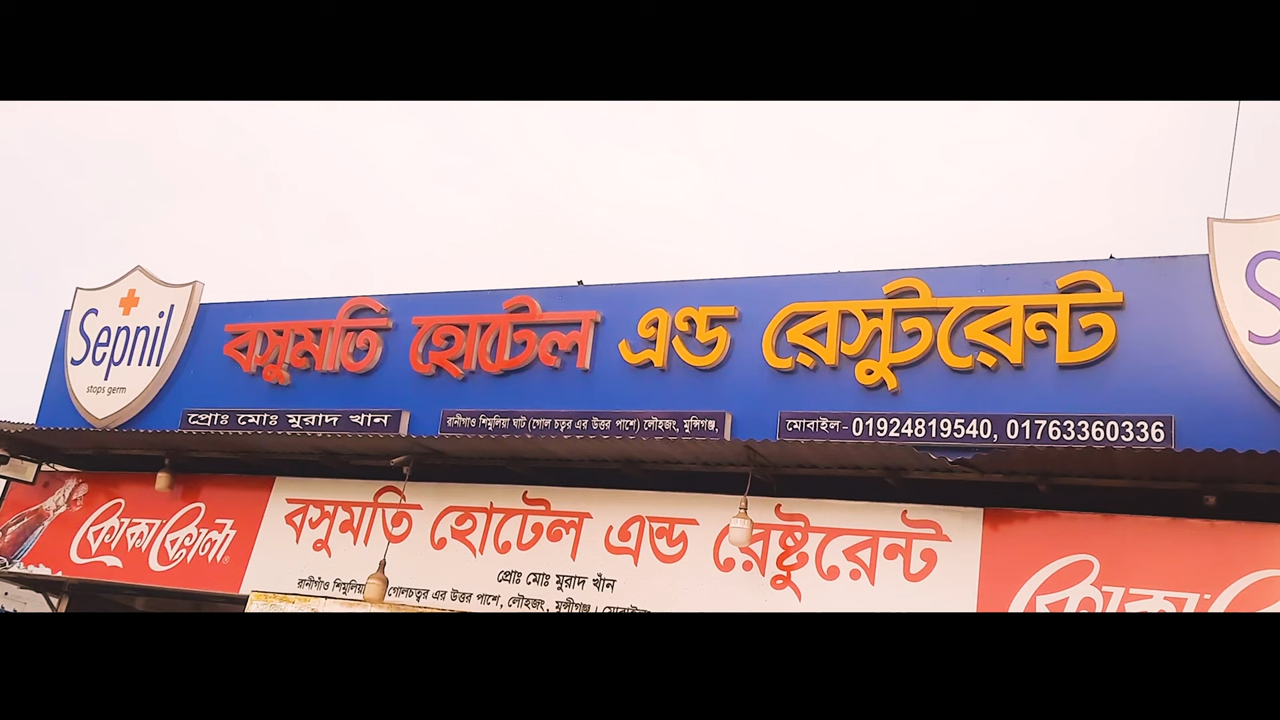 Sepnil
stops germ
বসুমতি হোটেল এন্ড রেস্টুরেন্ট
প্রোঃ মোঃ মুরাদ খান
রানীগাও শিমুলিয়া ঘাট (গোল চত্বর এর উত্তর পাশে) লৌহজং, মুন্সিগঞ্জ,
মোবাইল- 01924819540, 01763360336
কোকা কোলা
বসুমতি হোটেল এন্ড রেষ্টুরেন্ট
প্রোঃ মোঃ মুরাদ খাঁন
রানীগাঁও শিমুলিয়া গোলচত্বর এর উত্তর পাশে, লৌহজং, মুন্সীগঞ্জ।
কোকা